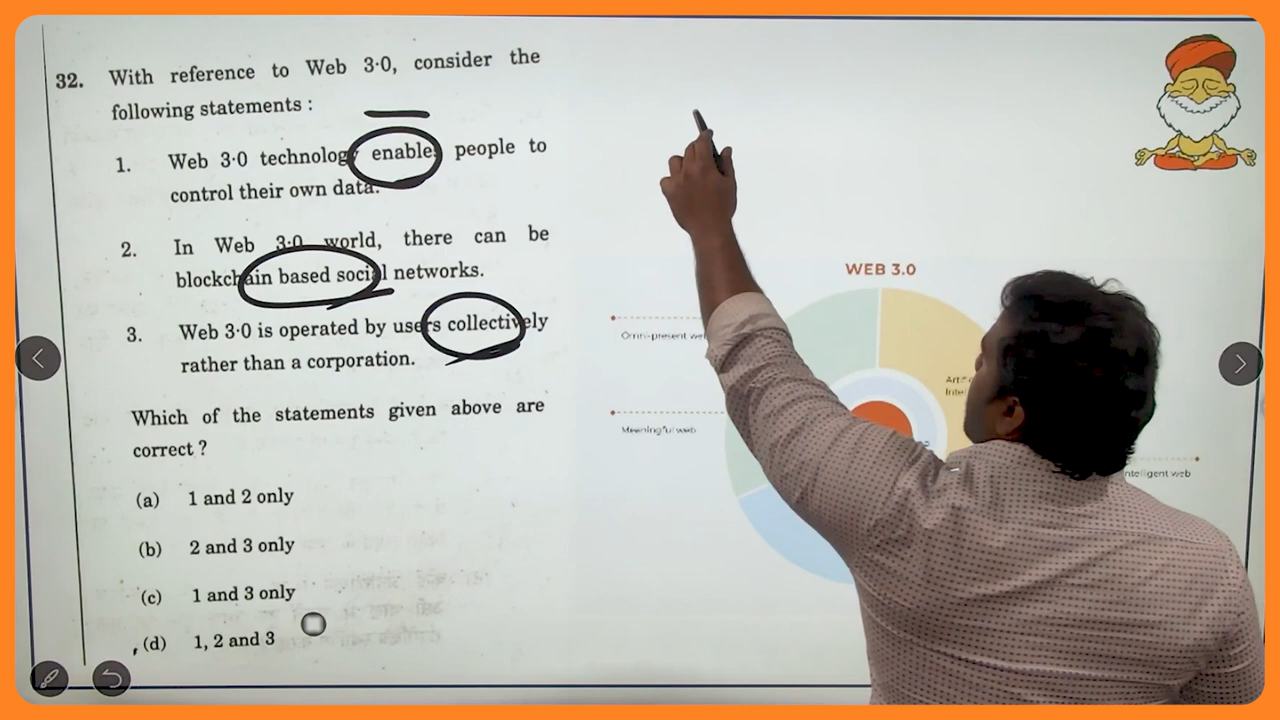 32. With reference to Web 3·0, consider the
following statements :
1. Web 3·0 technology enables people to
control their own data.
2. In Web 3·0 world, there can be
blockchain based social networks.
3. Web 3·0 is operated by users collectively
rather than a corporation.
Which of the statements given above are
correct ?
(a) 1 and 2 only
(b) 2 and 3 only
(c) 1 and 3 only
(d) 1, 2 and 3
WEB 3.0
Omni-present
Meaningful web